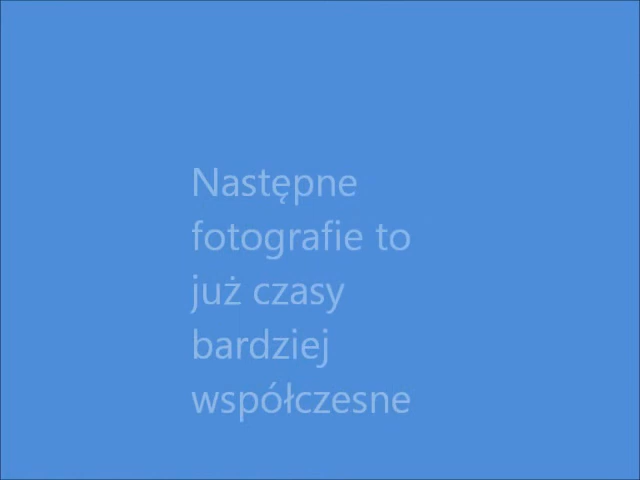 Następne
fotografie to
już czasy
bardziej
współczesne